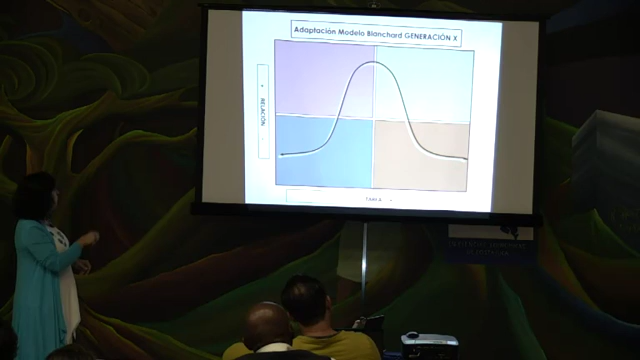 Adaptación Modelo Blanchard GENERACIÓN X
+ RELACIÓN -
TAREA